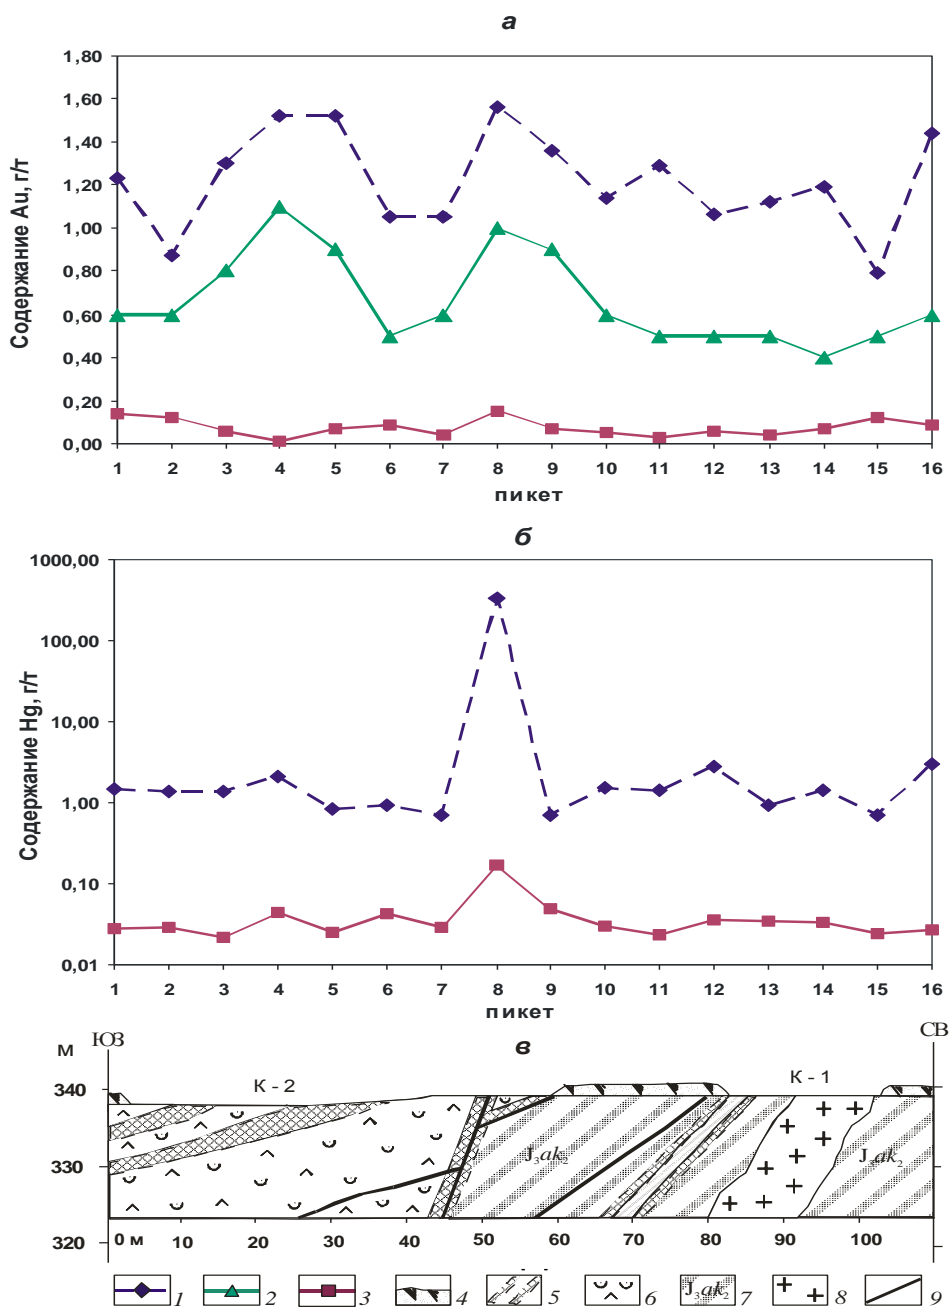 а
Содержание Au, г/т
1,80
1,60
1,40
1,20
1,00
0,80
0,60
0,40
0,20
0,00
1 2 3 4 5 6 7 8 9 10 11 12 13 14 15 16
пикет
б
Содержание Hg, г/т
1000,00
100,00
10,00
1,00
0,10
0,01
1 2 3 4 5 6 7 8 9 10 11 12 13 14 15 16
пикет
ЮЗ в СВ
м
340 К - 2 К - 1
330 J₃ak₂ J₃ak₂
320 0 м 10 20 30 40 50 60 70 80 90 100
1 2 3 4 5 6 J₃ak₂ 7 8 9